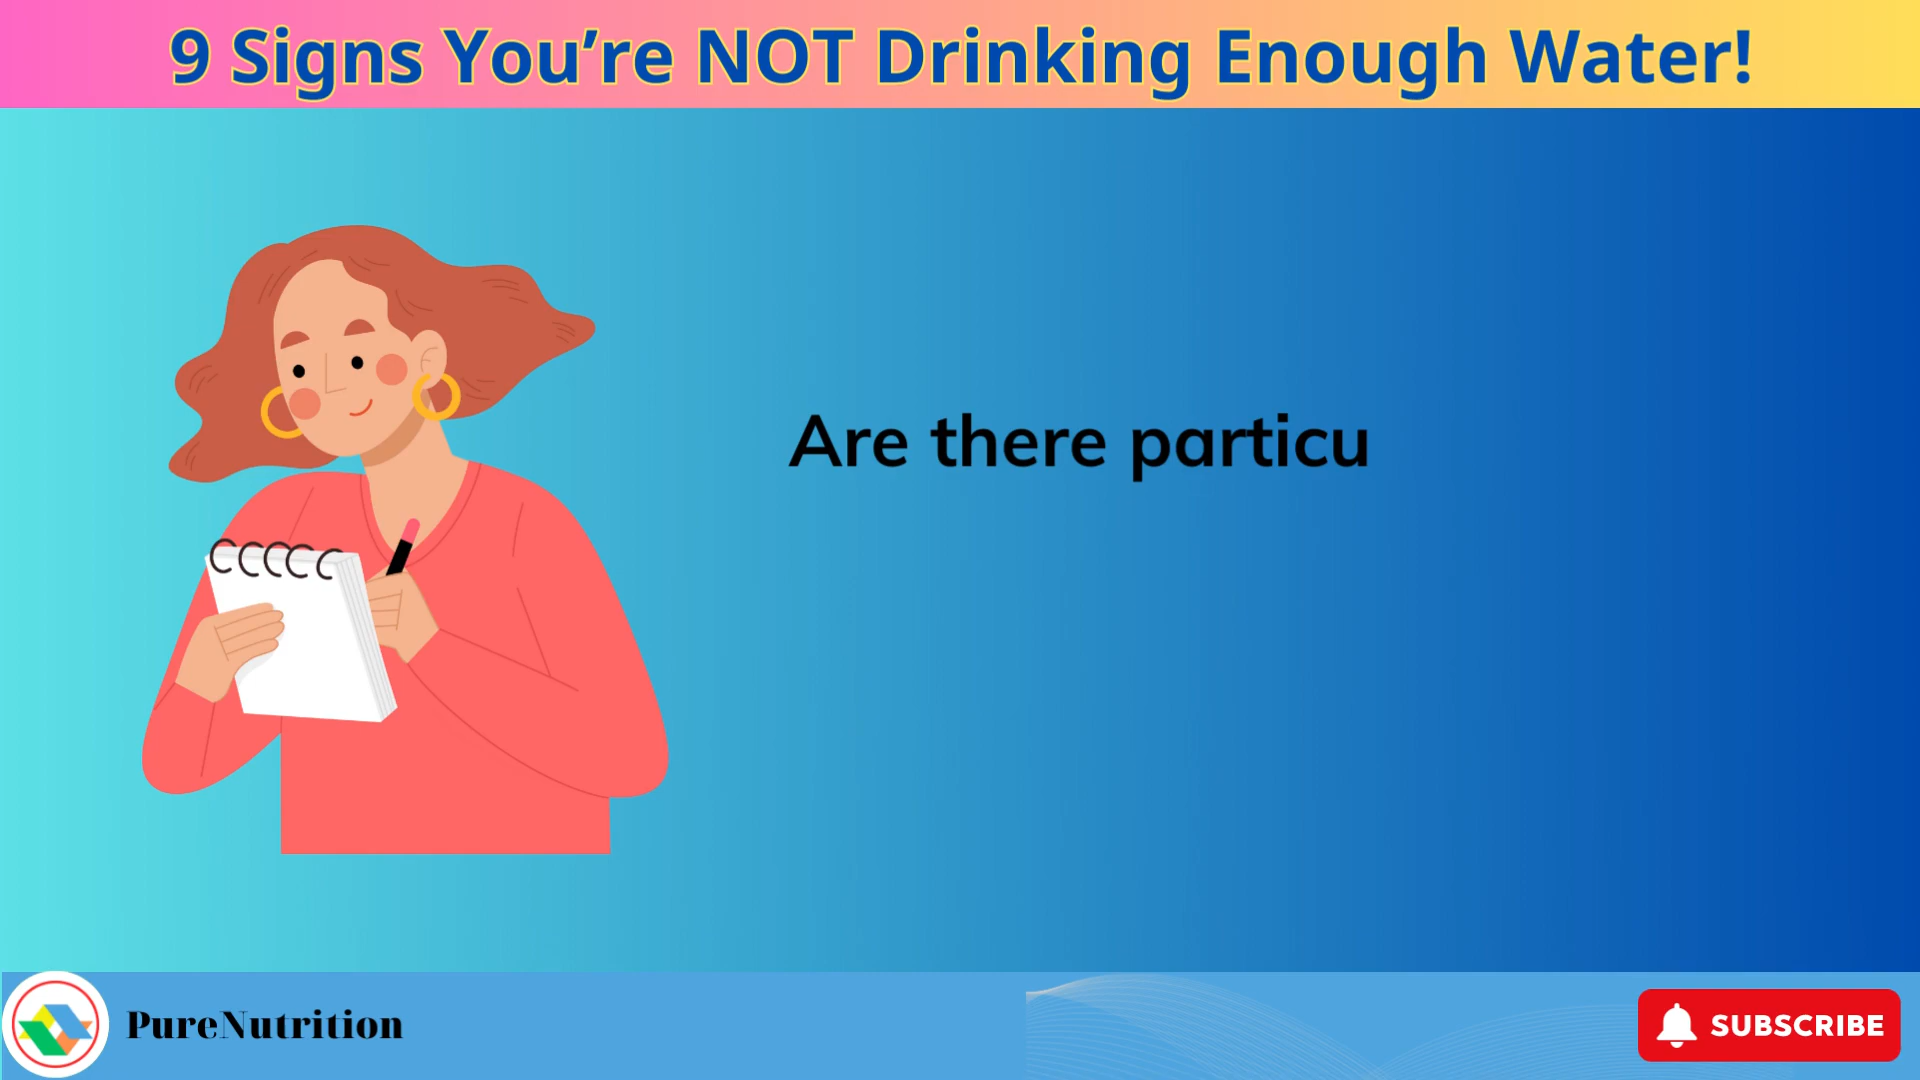 9 Signs You’re NOT Drinking Enough Water!
Are there particu
PureNutrition
SUBSCRIBE